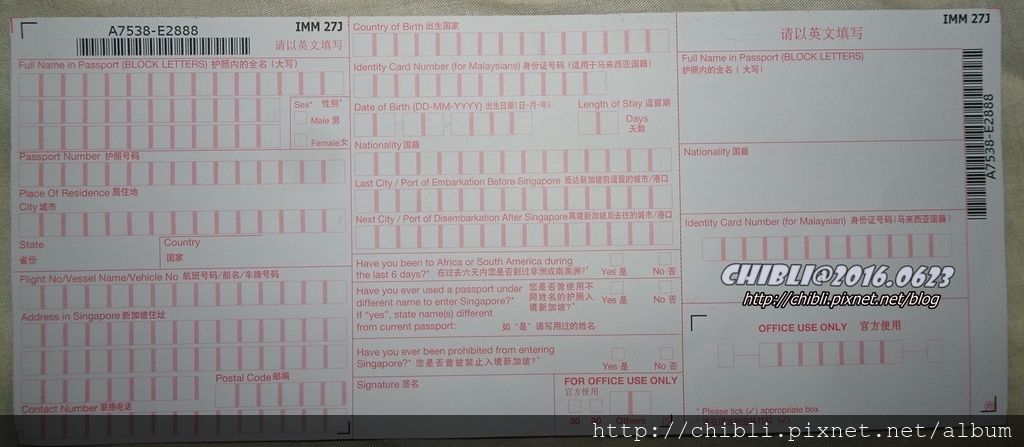 A7538-E2888
IMM 27J
请以英文填写
Full Name in Passport (BLOCK LETTERS) 护照内的全名 (大写)
Sex* 性别*
Male 男
Female 女
Passport Number 护照号码
Place Of Residence 居住地
City 城市
State
省份
Country
国家
Flight No/Vessel Name/Vehicle No 航班号码/船名/车牌号码
Address in Singapore 新加坡住址
Postal Code 邮编
Contact Number 联络电话
Country of Birth 出生国家
Identity Card Number (for Malaysians) 身份证号码 (适用于马来西亚国籍)
Date of Birth (DD-MM-YYYY) 出生日期 (日-月-年)
Length of Stay 逗留期
Days
天数
Nationality 国籍
Last City / Port of Embarkation Before Singapore 抵达新加坡前逗留的城市/港口
Next City / Port of Disembarkation After Singapore 离境新加坡后去往的城市/港口
Have you been to Africa or South America during
the last 6 days?* 在过去六天内您是否到过非洲或南美洲?*
Yes 是
No 否
Have you ever used a passport under
different name to enter Singapore?*
If "yes", state name(s) different
from current passport:
您是否曾使用不
同姓名的护照入
境新加坡?*
Yes 是
No 否
如 "是" 请写用过的姓名
Have you ever been prohibited from entering
Singapore?* 您是否曾被禁止入境新加坡?*
Yes 是
No 否
Signature 签名
FOR OFFICE USE ONLY
官方使用
30
90
Others
IMM 27J
请以英文填写
Full Name in Passport (BLOCK LETTERS)
护照内的全名 (大写)
Nationality 国籍
Identity Card Number (for Malaysian) 身份证号码 (马来西亚国籍)
A7538-E2888
CHIBLI@2016.0623
http://chibli.pixnet.net/blog
OFFICE USE ONLY 官方使用
* Please tick (✓) appropriate box
http://chibli.pixnet.net/album